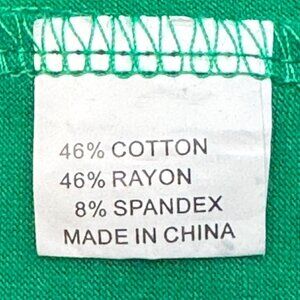 46% COTTON
46% RAYON
8% SPANDEX
MADE IN CHINA